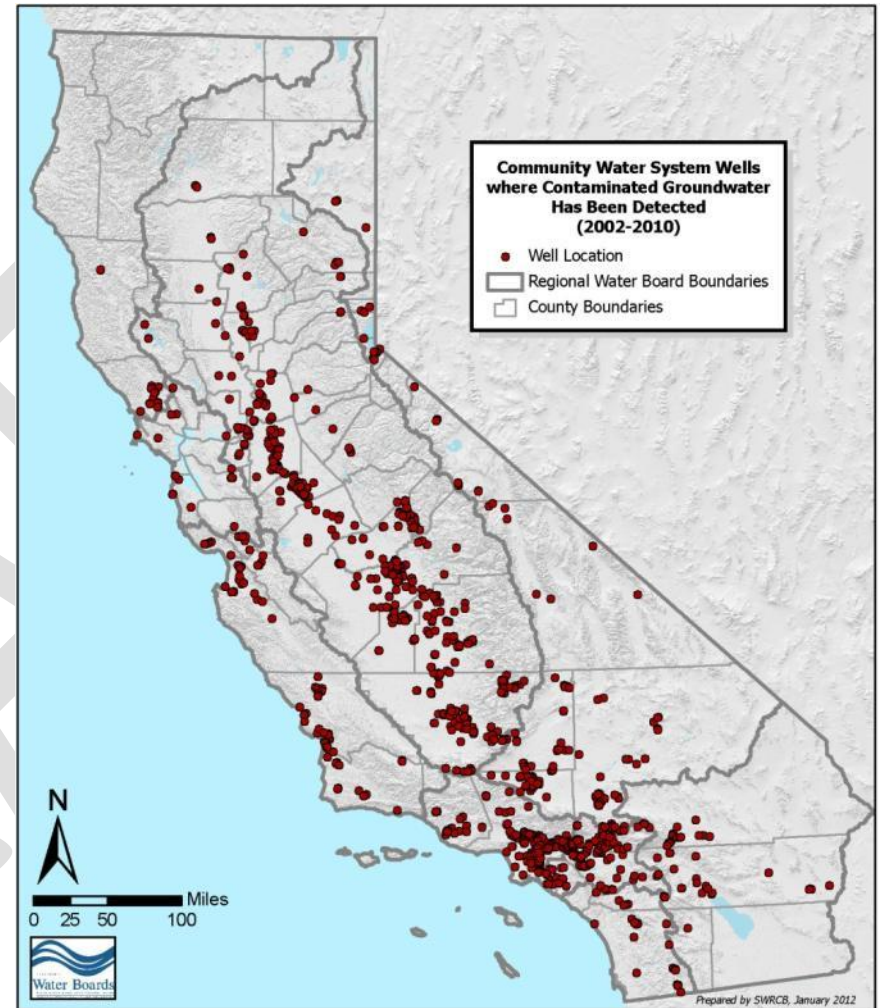 Community Water System Wells
where Contaminated Groundwater
Has Been Detected
(2002-2010)
Well Location
Regional Water Board Boundaries
County Boundaries
N
Miles
0 25 50 100
Water Boards
Prepared by SWRCB, January 2012